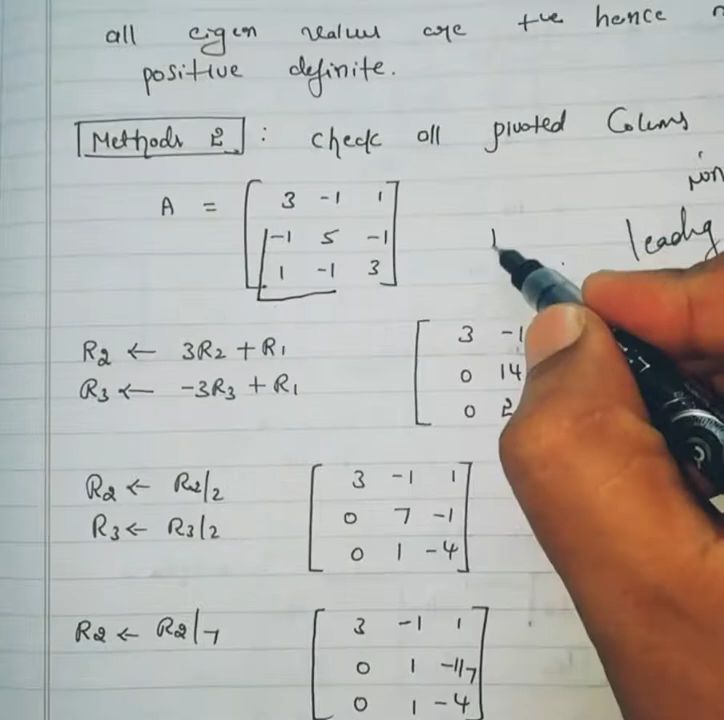 all eigen values are +ve hence
positive definite.
Methods 2 : check all pivoted Colums
A = [ 3 -1 1
-1 5 -1
1 -1 3 ]
leadig
R2 ← 3R2 + R1
R3 ← -3R3 + R1
[ 3 -1
0 14
0 2
R2 ← R2/2
R3 ← R3/2
[ 3 -1 1
0 7 -1
0 1 -4 ]
R2 ← R2/7
[ 3 -1 1
0 1 -1/7
0 1 -4 ]